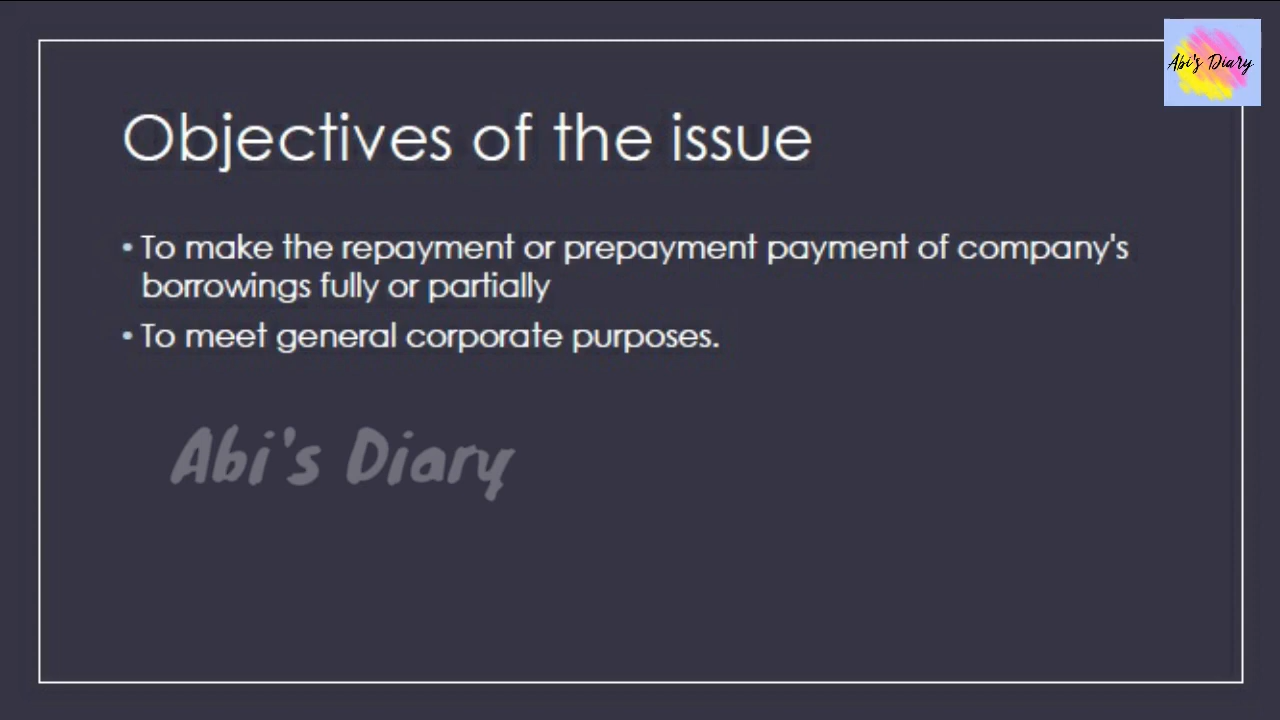 Abi's Diary
Objectives of the issue
• To make the repayment or prepayment payment of company's
borrowings fully or partially
• To meet general corporate purposes.
Abi's Diary